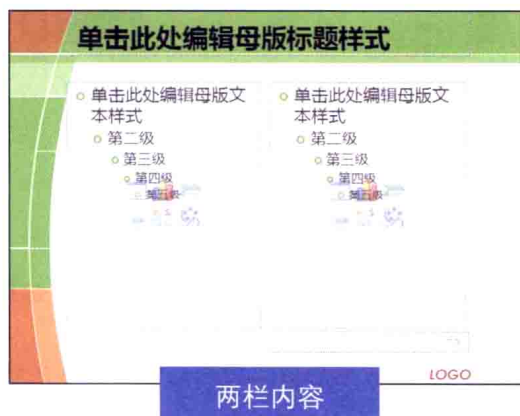 单击此处编辑母版标题样式
单击此处编辑母版文
本样式
第二级
第三级
第四级
第五级
单击此处编辑母版文
本样式
第二级
第三级
第四级
第五级
LOGO
两栏内容